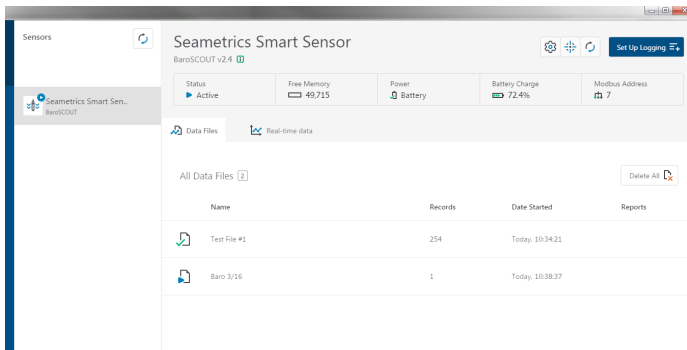 Sensors
Seametrics Smart Sen..
BaroSCOUT
Seametrics Smart Sensor
BaroSCOUT v2.4
Set Up Logging
Status
Active
Free Memory
49,715
Power
Battery
Battery Charge
72.4%
Modbus Address
7
Data Files
Real-time data
All Data Files 2
Delete All
Name Records Date Started Reports
Test File #1 254 Today, 10:34:21
Baro 3/16 1 Today, 10:38:37